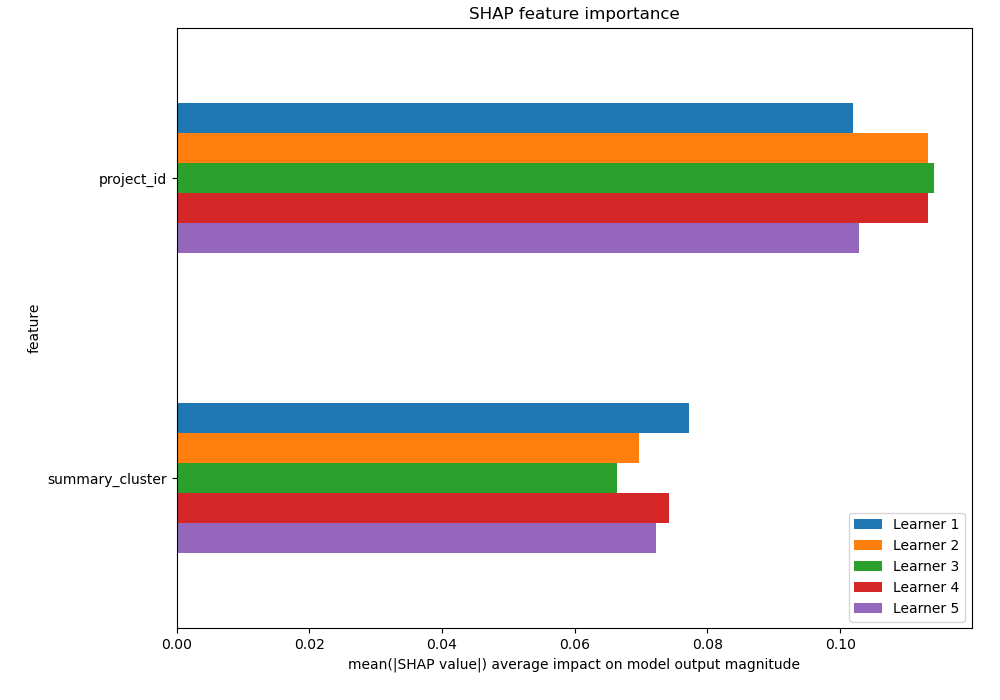 SHAP feature importance
project_id
feature
summary_cluster
Learner 1
Learner 2
Learner 3
Learner 4
Learner 5
0.00 0.02 0.04 0.06 0.08 0.10
mean(|SHAP value|) average impact on model output magnitude